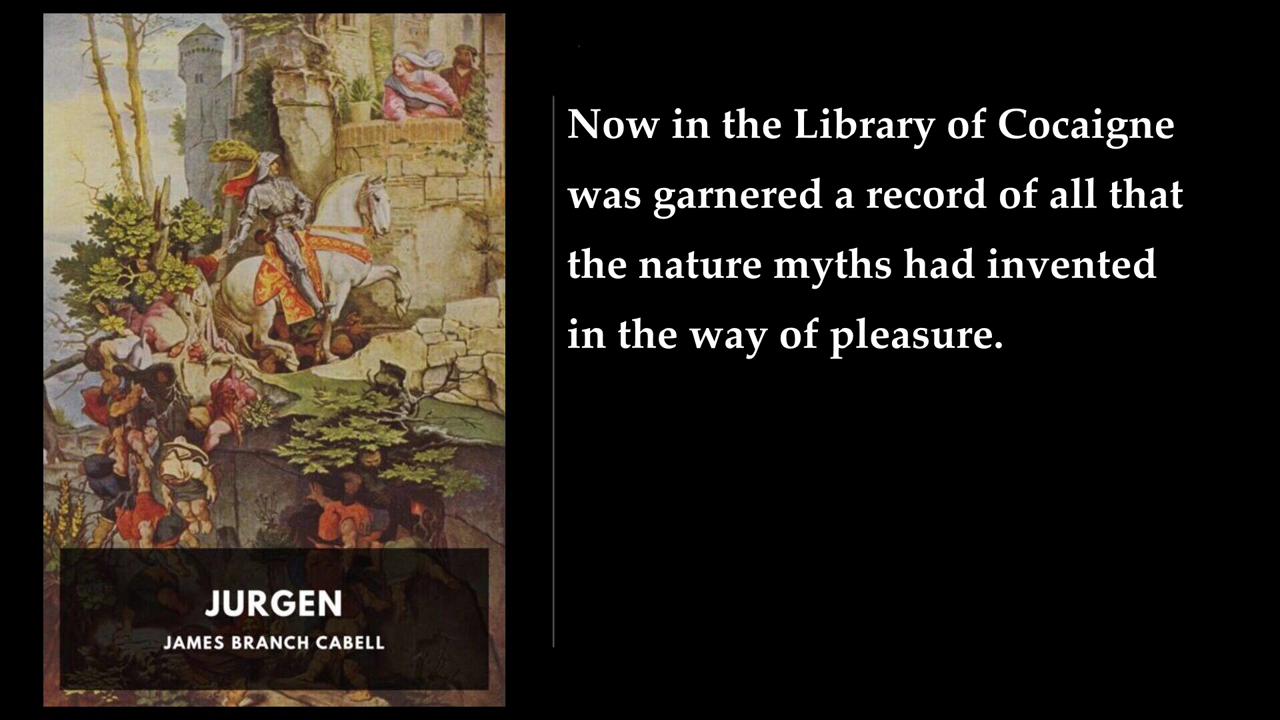 Now in the Library of Cocaigne
was garnered a record of all that
the nature myths had invented
in the way of pleasure.
JURGEN
JAMES BRANCH CABELL